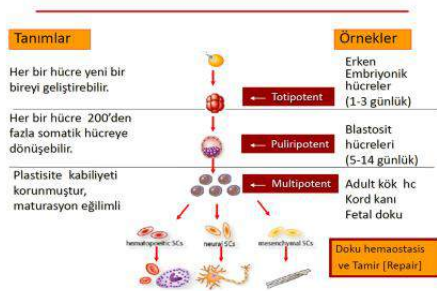 Tanımlar
Örnekler
Her bir hücre yeni bir
bireyi geliştirebilir.
Totipotent
Erken
Embriyonik
hücreler
(1-3 günlük)
Her bir hücre 200'den
fazla somatik hücreye
dönüşebilir.
Puliripotent
Blastosit
hücreleri
(5-14 günlük)
Plastisite kabiliyeti
korunmuştur,
maturasyon eğilimli
Multipotent
Adult kök hc
Kord kanı
Fetal doku
hematopoeitic SCs
neural SCs
mesenchymal SCs
Doku hemaostasis
ve Tamir [Repair]